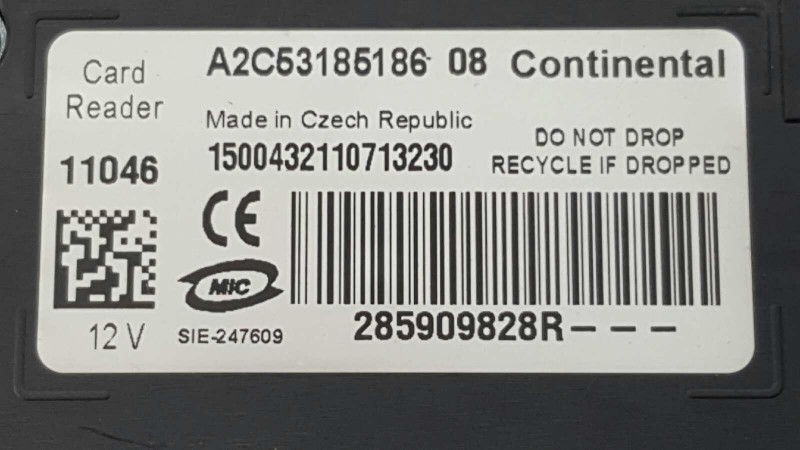 Card
Reader
11046
12 V
A2C53185186 08 Continental
Made in Czech Republic
1500432110713230
DO NOT DROP
RECYCLE IF DROPPED
CE
MIC
SIE-247609
285909828R---